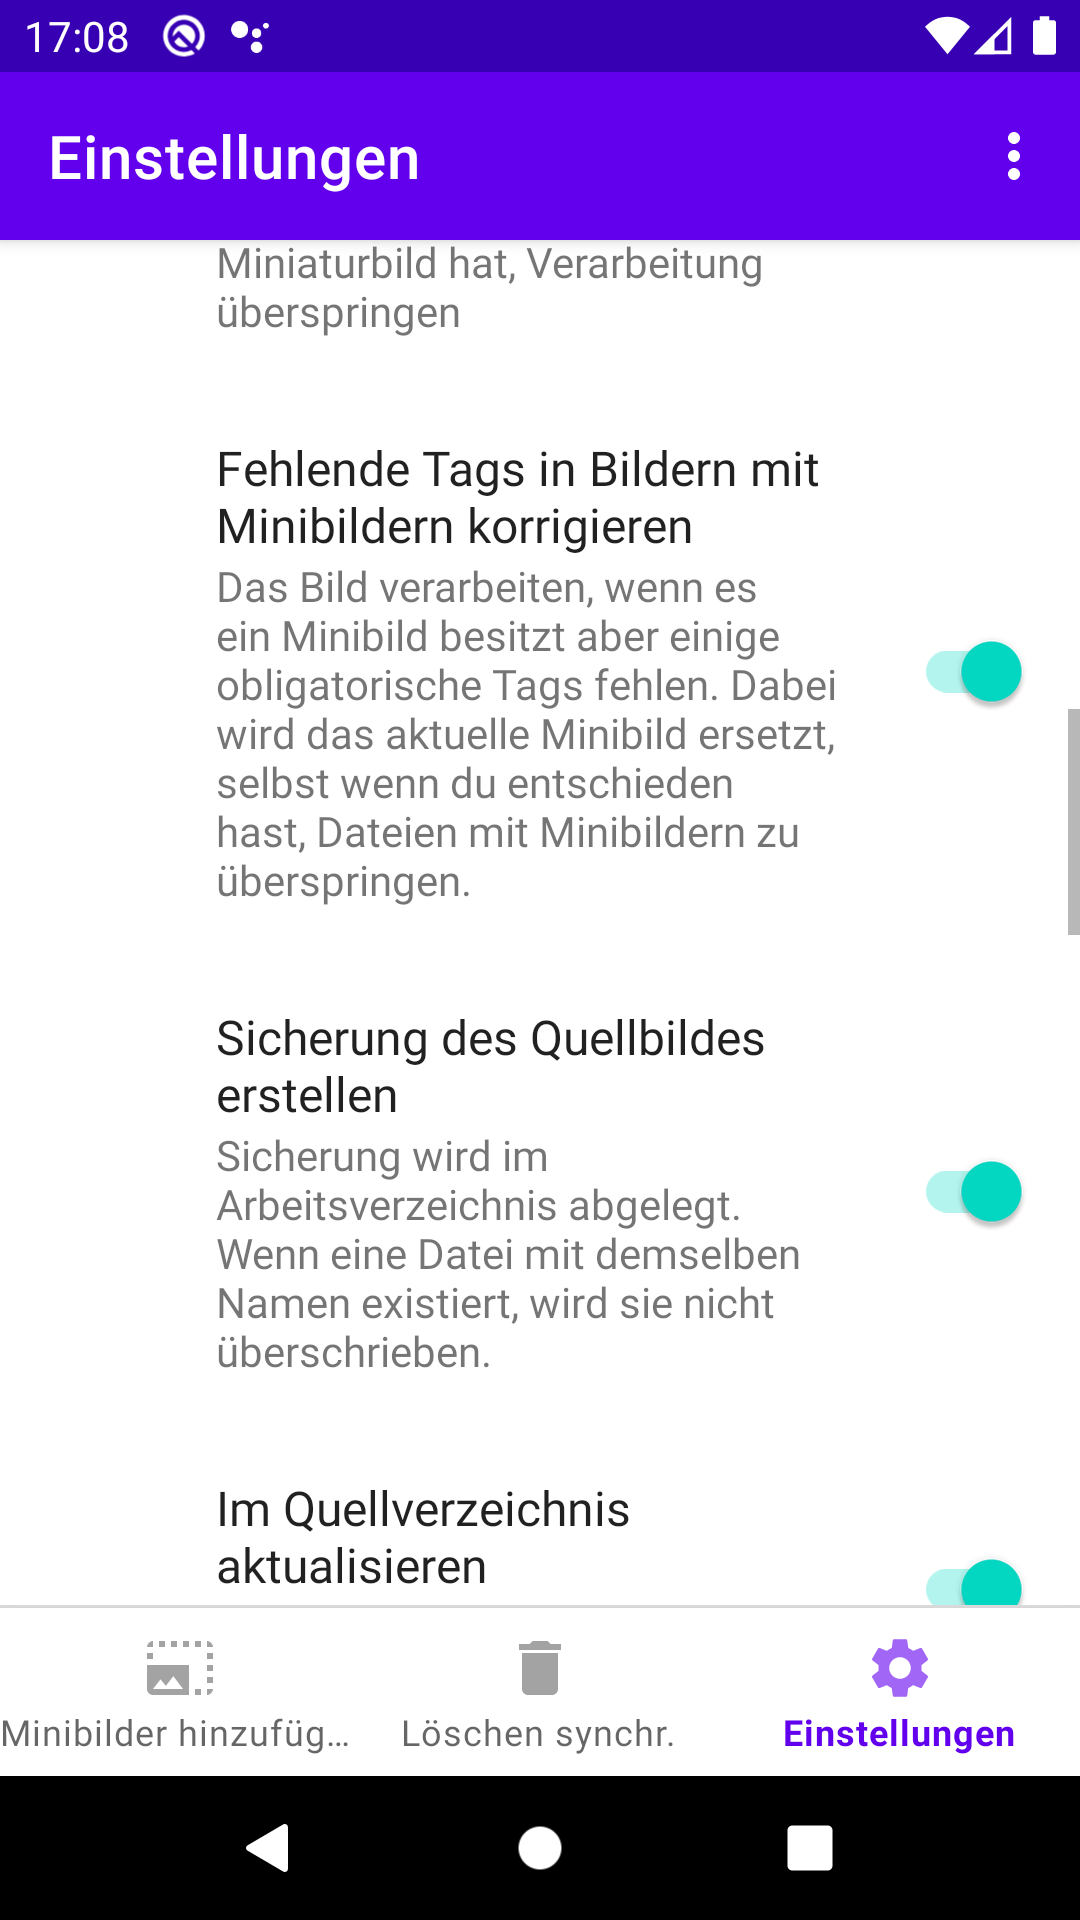 17:08
Einstellungen
Miniaturbild hat, Verarbeitung
überspringen
Fehlende Tags in Bildern mit
Minibildern korrigieren
Das Bild verarbeiten, wenn es
ein Minibild besitzt aber einige
obligatorische Tags fehlen. Dabei
wird das aktuelle Minibild ersetzt,
selbst wenn du entschieden
hast, Dateien mit Minibildern zu
überspringen.
Sicherung des Quellbildes
erstellen
Sicherung wird im
Arbeitsverzeichnis abgelegt.
Wenn eine Datei mit demselben
Namen existiert, wird sie nicht
überschrieben.
Im Quellverzeichnis
aktualisieren
Minibilder hinzufüg…
Löschen synchr.
Einstellungen